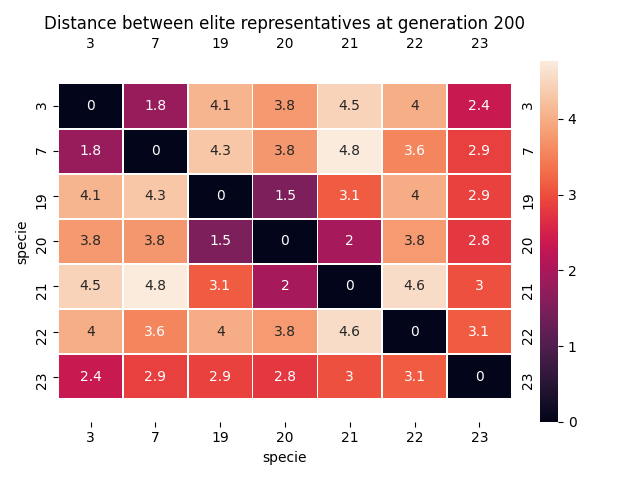 Distance between elite representatives at generation 200
3 7 19 20 21 22 23
3 0 1.8 4.1 3.8 4.5 4 2.4 3
7 1.8 0 4.3 3.8 4.8 3.6 2.9 7
19 4.1 4.3 0 1.5 3.1 4 2.9 19
20 3.8 3.8 1.5 0 2 3.8 2.8 20
21 4.5 4.8 3.1 2 0 4.6 3 21
22 4 3.6 4 3.8 4.6 0 3.1 22
23 2.4 2.9 2.9 2.8 3 3.1 0 23
3 7 19 20 21 22 23
specie
specie
4
3
2
1
0